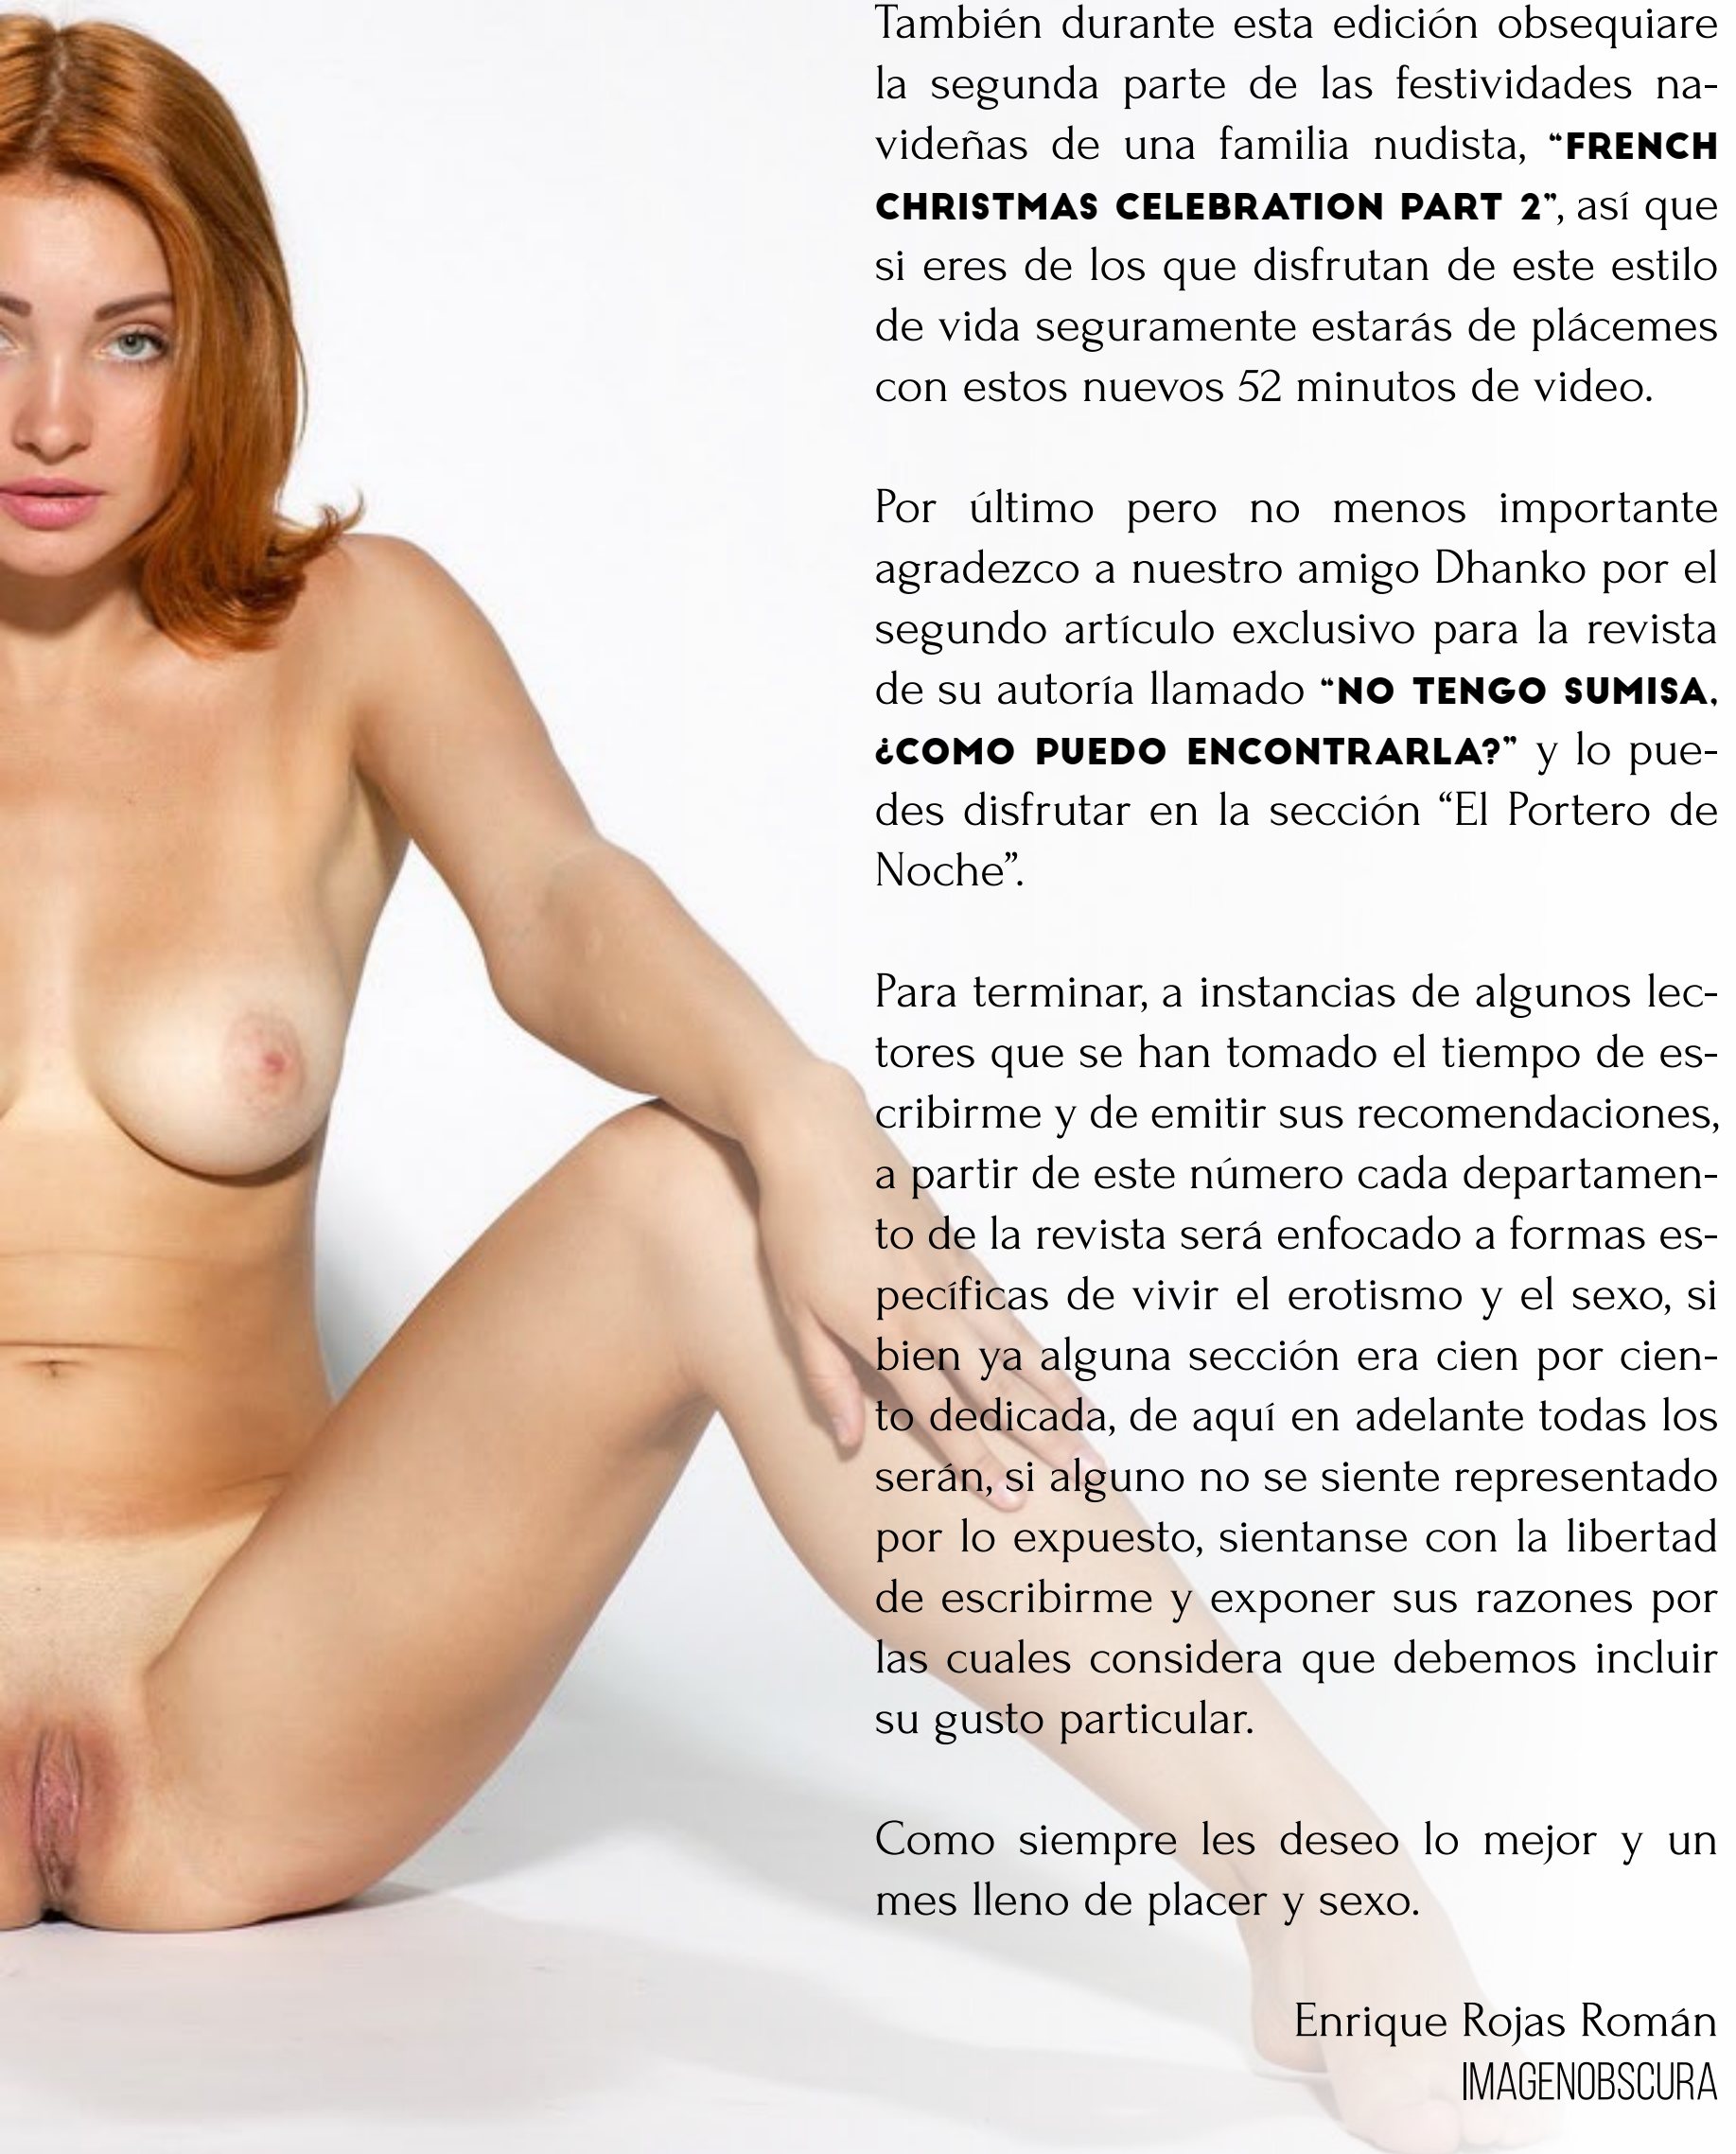 También durante esta edición obsequiare
la segunda parte de las festividades na-
videñas de una familia nudista, “FRENCH
CHRISTMAS CELEBRATION PART 2”, así que
si eres de los que disfrutan de este estilo
de vida seguramente estarás de plácemes
con estos nuevos 52 minutos de video.
Por último pero no menos importante
agradezco a nuestro amigo Dhanko por el
segundo artículo exclusivo para la revista
de su autoría llamado “NO TENGO SUMISA,
¿COMO PUEDO ENCONTRARLA?” y lo pue-
des disfrutar en la sección “El Portero de
Noche”.
Para terminar, a instancias de algunos lec-
tores que se han tomado el tiempo de es-
cribirme y de emitir sus recomendaciones,
a partir de este número cada departamen-
to de la revista será enfocado a formas es-
pecíficas de vivir el erotismo y el sexo, si
bien ya alguna sección era cien por cien-
to dedicada, de aquí en adelante todas los
serán, si alguno no se siente representado
por lo expuesto, sientanse con la libertad
de escribirme y exponer sus razones por
las cuales considera que debemos incluir
su gusto particular.
Como siempre les deseo lo mejor y un
mes lleno de placer y sexo.
Enrique Rojas Román
IMAGENOBSCURA